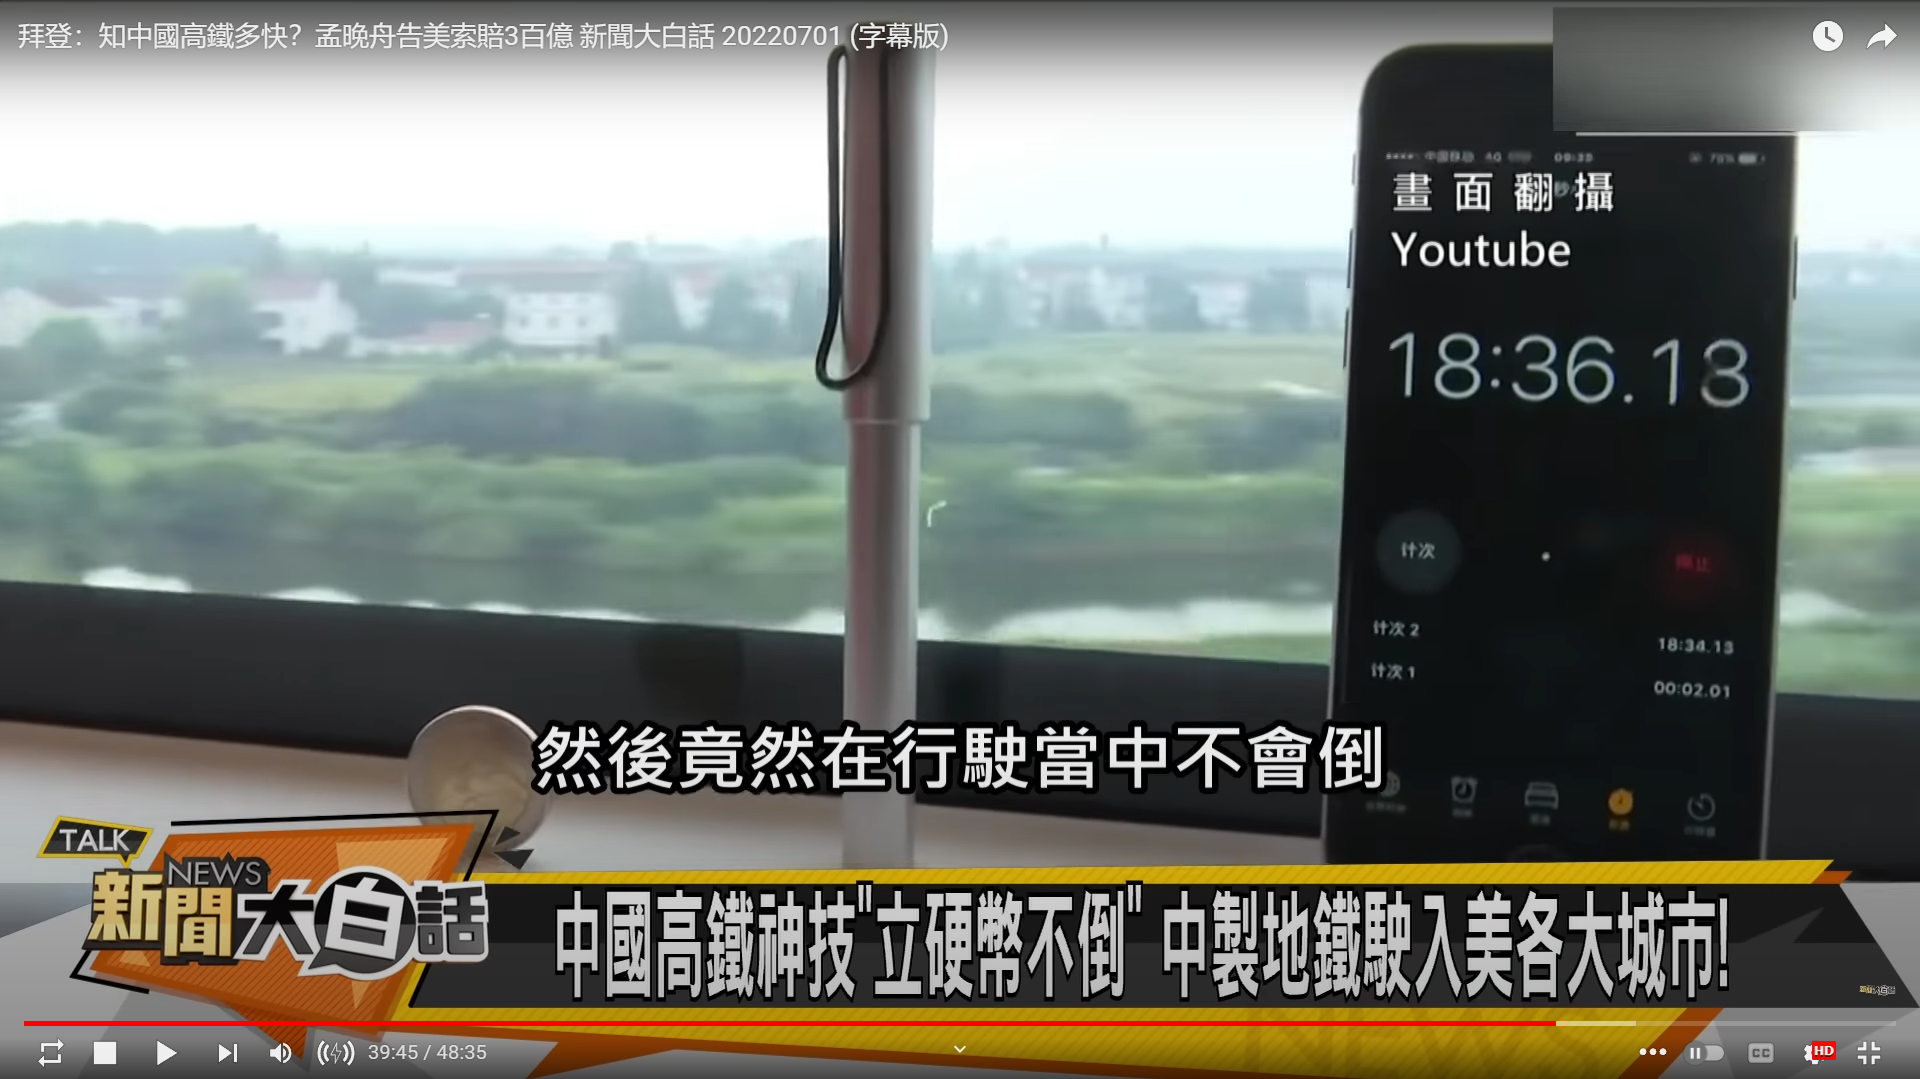 拜登：知中國高鐵多快？孟晚舟告美索賠3百億 新聞大白話 20220701 (字幕版)
09:33
畫面翻攝
Youtube
18:36.13
计次
停止
计次 2
18:34.13
计次 1
00:02.01
然後竟然在行駛當中不會倒
TALK
NEWS
新聞大白話
中國高鐵神技"立硬幣不倒" 中製地鐵駛入美各大城市!
39:45 / 48:35
CC
HD